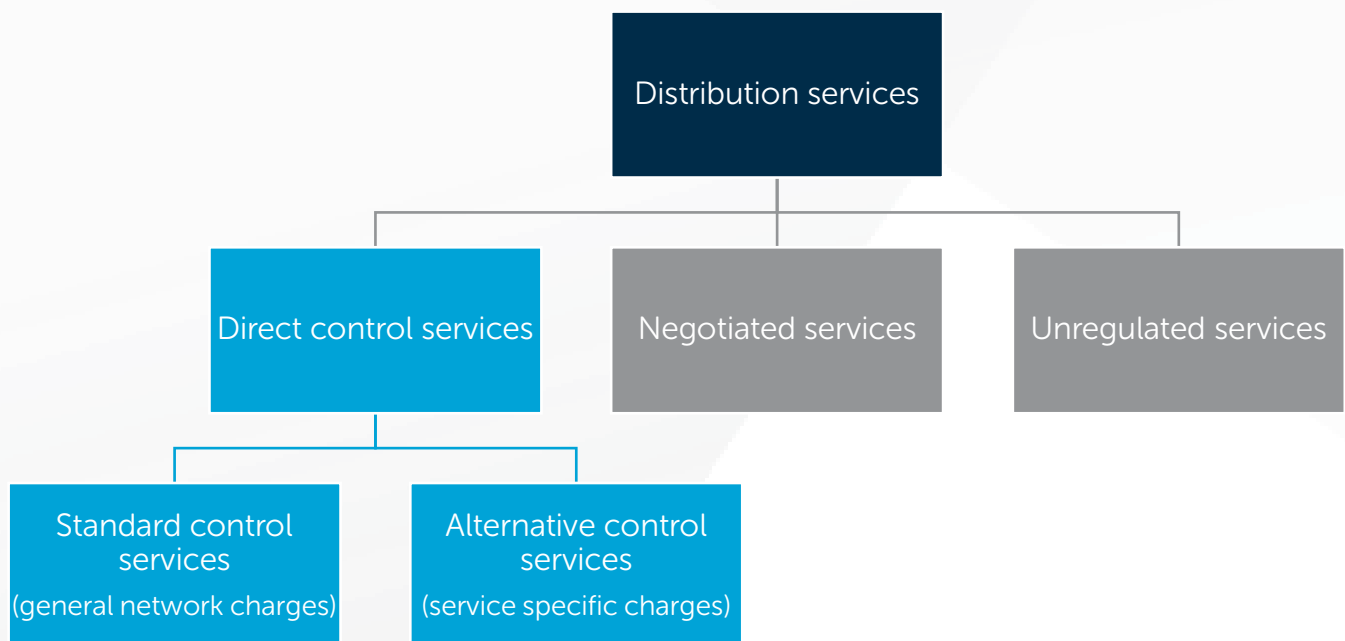 Distribution services
Direct control services
Negotiated services
Unregulated services
Standard control
services
(general network charges)
Alternative control
services
(service specific charges)